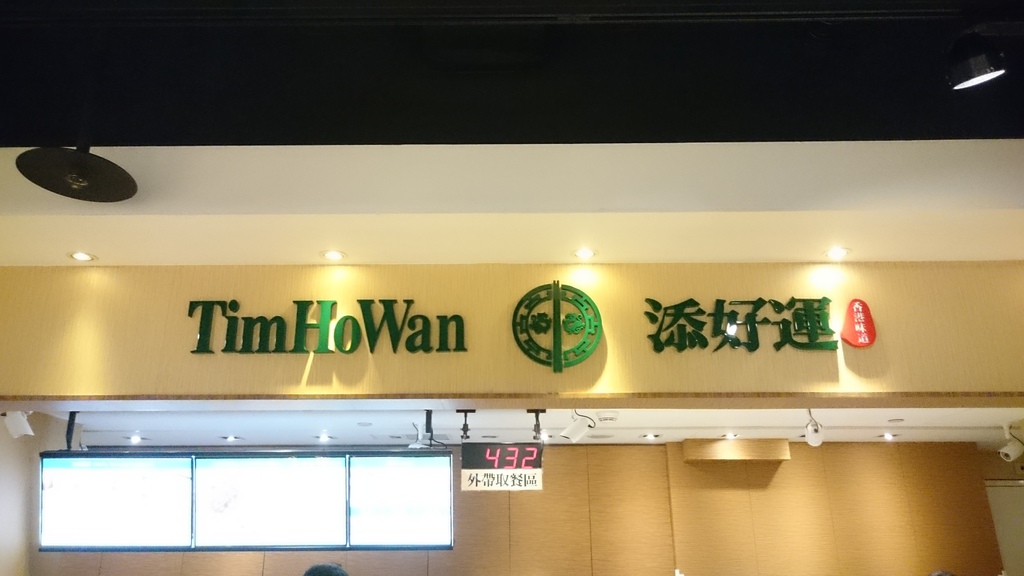 TimHoWan
添好運
香港味道
432
外帶取餐區